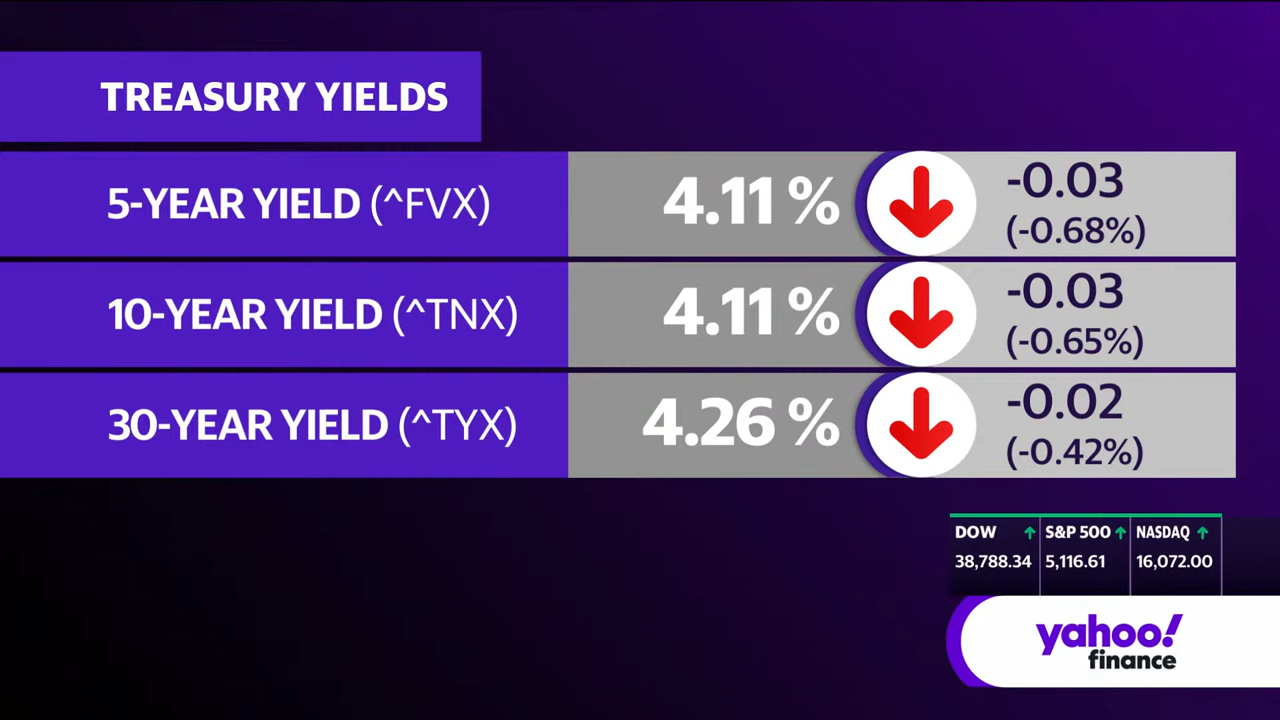 TREASURY YIELDS
5-YEAR YIELD (^FVX) 4.11 % -0.03
(-0.68%)
10-YEAR YIELD (^TNX) 4.11 % -0.03
(-0.65%)
30-YEAR YIELD (^TYX) 4.26 % -0.02
(-0.42%)
DOW S&P 500 NASDAQ
38,788.34 5,116.61 16,072.00
yahoo!
finance